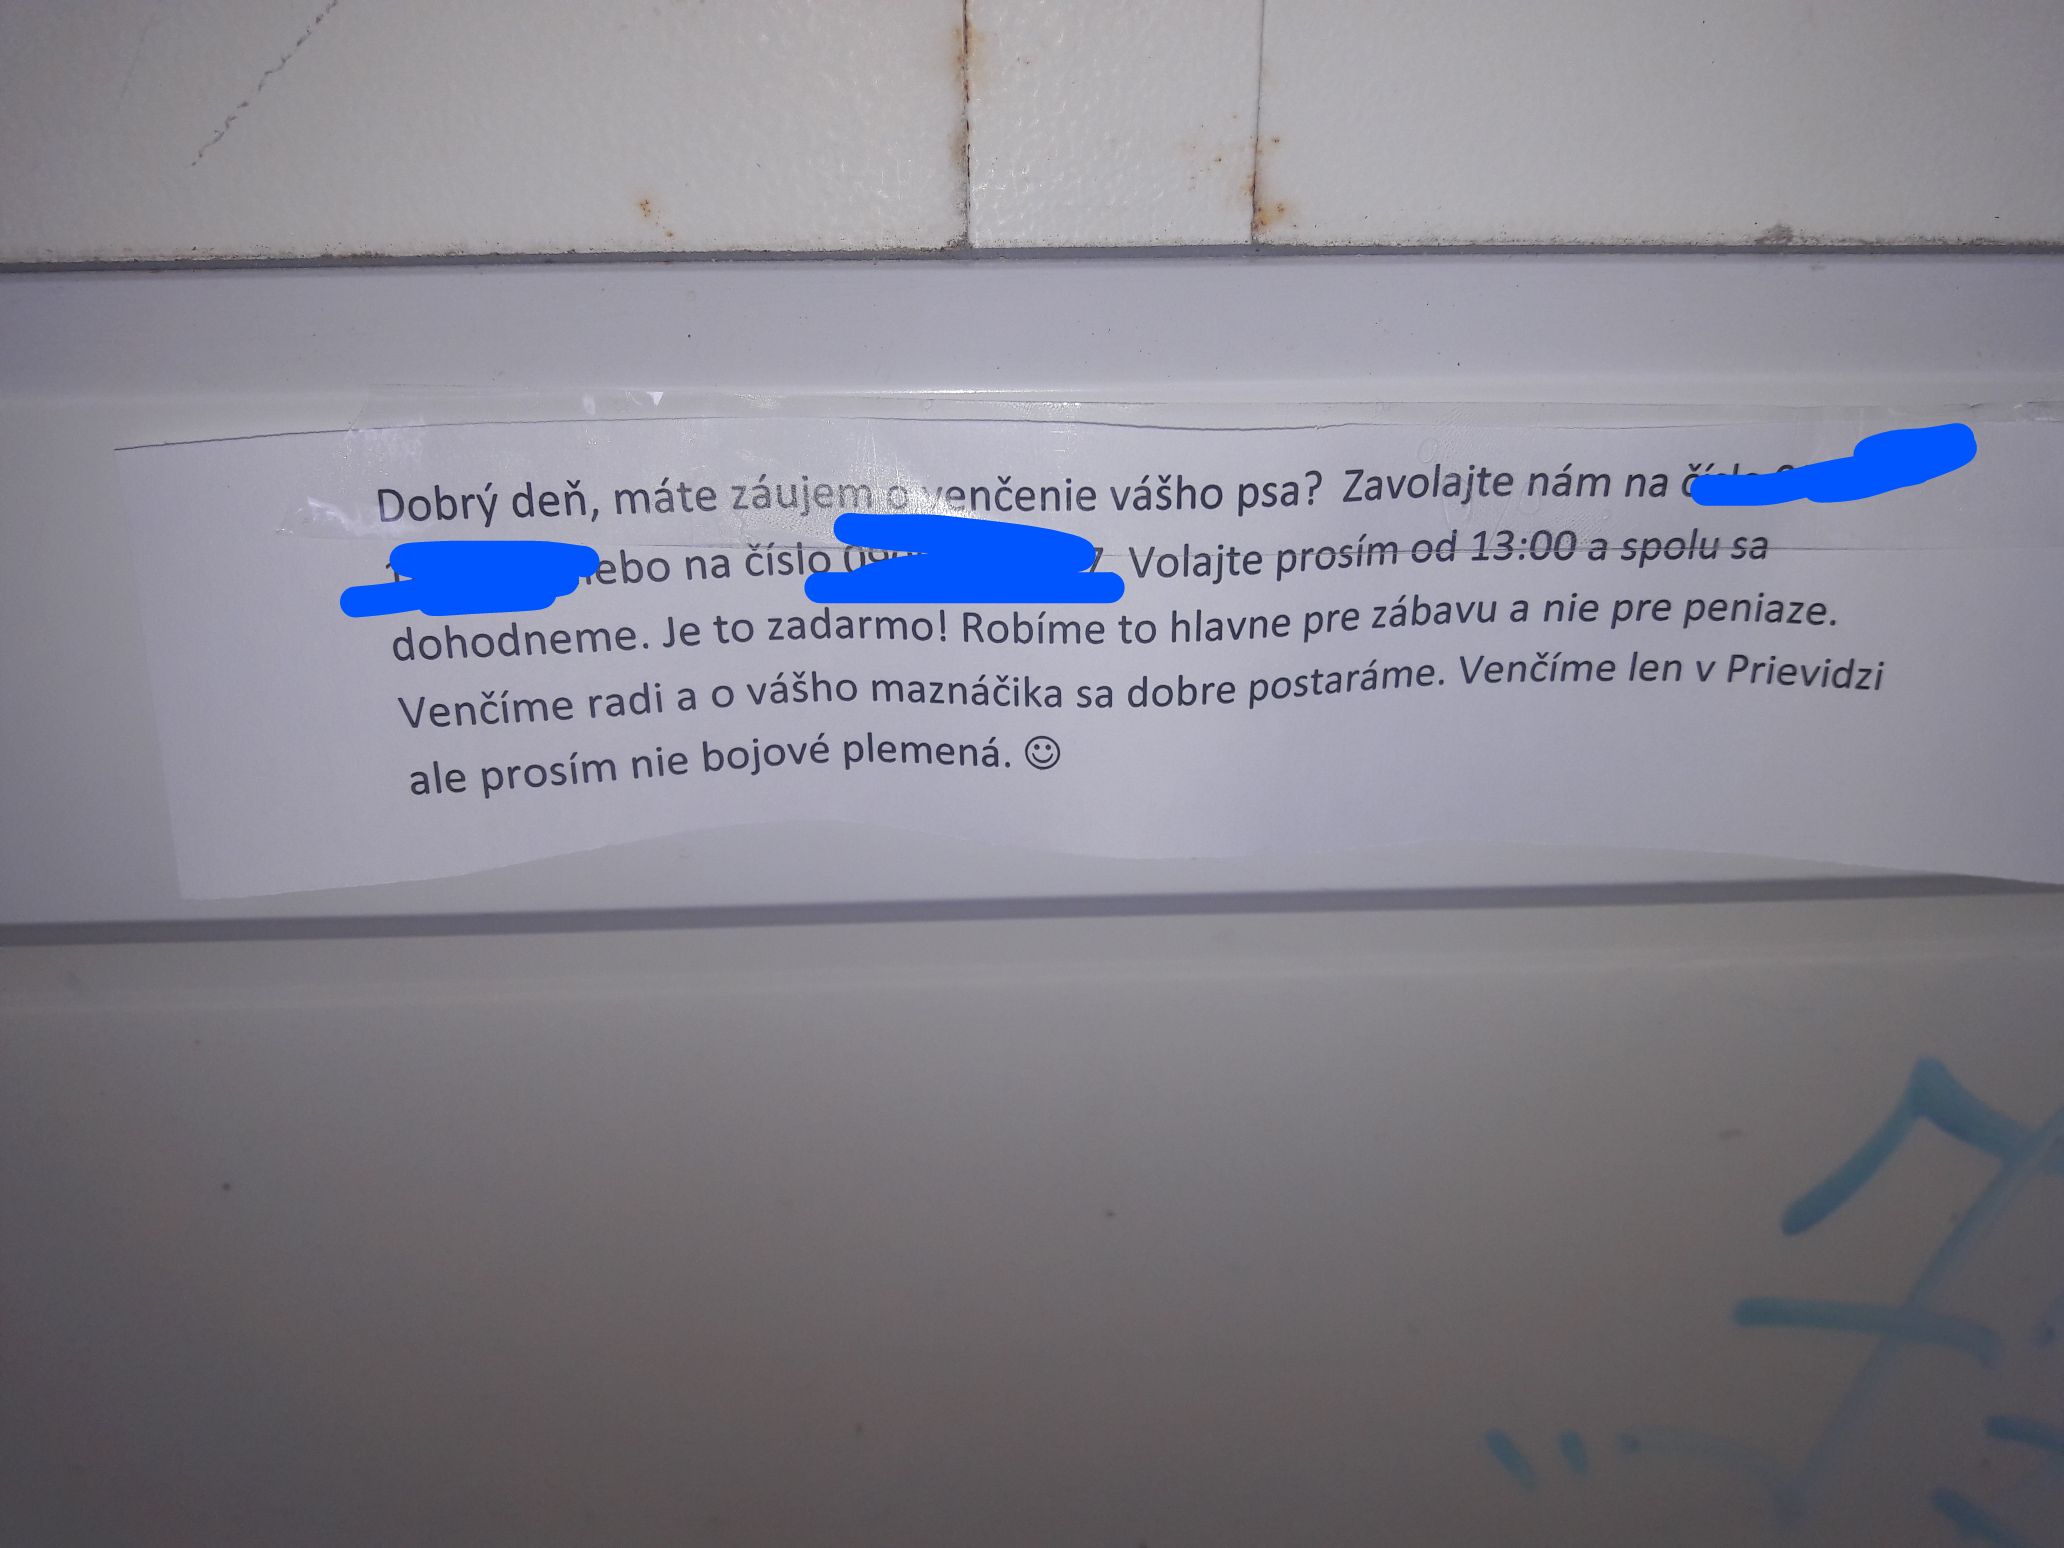 Dobrý deň, máte záujem o venčenie vášho psa? Zavolajte nám na
na číslo Volajte prosím od 13:00 a spolu sa
dohodneme. Je to zadarmo! Robíme to hlavne pre zábavu a nie pre peniaze.
Venčíme radi a o vášho maznáčika sa dobre postaráme. Venčíme len v Prievidzi
ale prosím nie bojové plemená. ☺